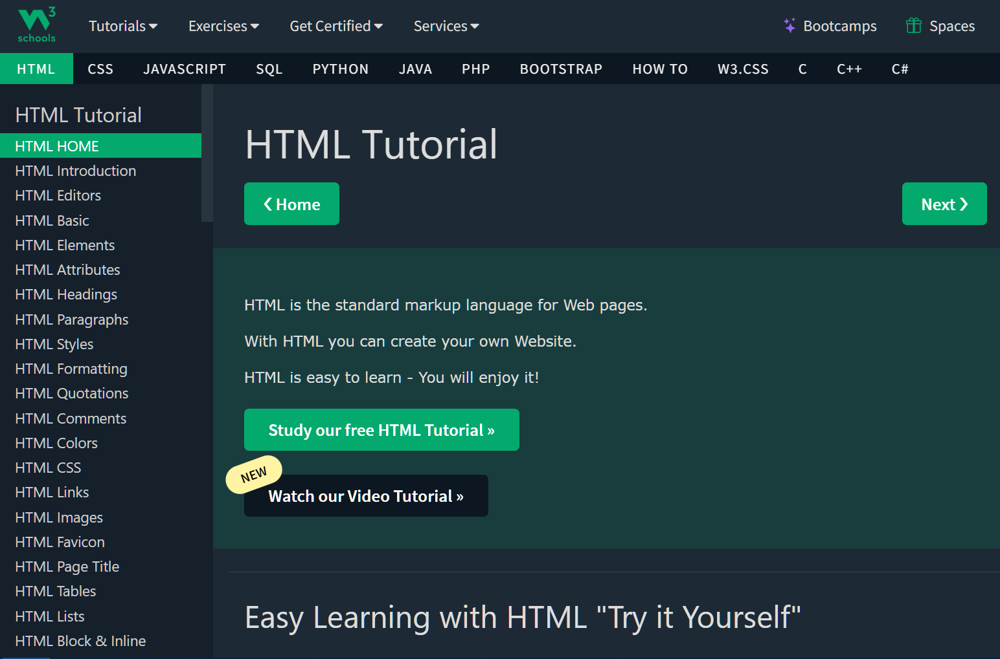 W3
schools
Tutorials
Exercises
Get Certified
Services
Bootcamps
Spaces
HTML
CSS
JAVASCRIPT
SQL
PYTHON
JAVA
PHP
BOOTSTRAP
HOW TO
W3.CSS
C
C++
C#
HTML Tutorial
HTML HOME
HTML Introduction
HTML Editors
HTML Basic
HTML Elements
HTML Attributes
HTML Headings
HTML Paragraphs
HTML Styles
HTML Formatting
HTML Quotations
HTML Comments
HTML Colors
HTML CSS
HTML Links
HTML Images
HTML Favicon
HTML Page Title
HTML Tables
HTML Lists
HTML Block & Inline
HTML Tutorial
❮ Home
Next ❯
HTML is the standard markup language for Web pages.
With HTML you can create your own Website.
HTML is easy to learn - You will enjoy it!
Study our free HTML Tutorial »
NEW
Watch our Video Tutorial »
Easy Learning with HTML "Try it Yourself"